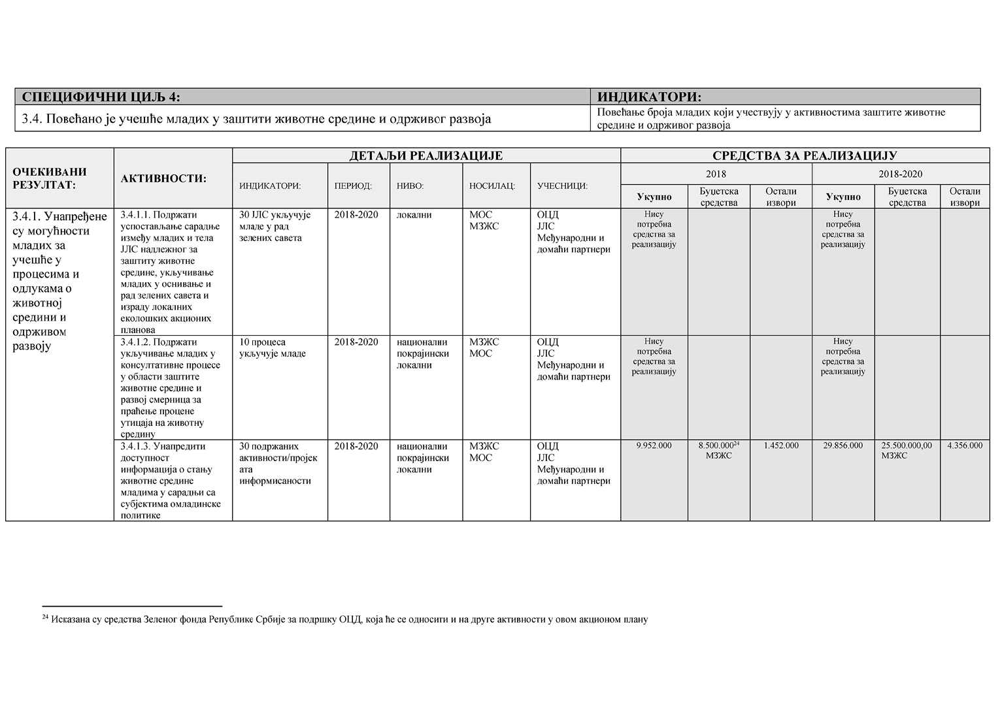 СПЕЦИФИЧНИ ЦИЉ 4:
ИНДИКАТОРИ:
3.4. Повећано је учешће младих у заштити животне средине и одрживог развоја
Повећање броја младих који учествују у активностима заштите животне
средине и одрживог развоја
ОЧЕКИВАНИ
РЕЗУЛТАТ:
АКТИВНОСТИ:
ДЕТАЉИ РЕАЛИЗАЦИЈЕ
СРЕДСТВА ЗА РЕАЛИЗАЦИЈУ
ИНДИКАТОРИ:
ПЕРИОД:
НИВО:
НОСИЛАЦ:
УЧЕСНИЦИ:
2018
2018-2020
Укупно
Буџетска
средства
Остали
извори
Укупно
Буџетска
средства
Остали
извори
3.4.1. Унапређене
су могућности
младих за
учешће у
процесима и
одлукама о
животној
средини и
одрживом
развоју
3.4.1.1. Подржати
успостављање сарадње
између младих и тела
ЈЛС надлежног за
заштиту животне
средине, укључивање
младих у оснивање и
рад зелених савета и
израду локалних
еколошких акционих
планова
30 ЈЛС укључује
младе у рад
зелених савета
2018-2020
локални
МОС
МЗЖС
ОЦД
ЈЛС
Међународни и
домаћи партнери
Нису
потребна
средства за
реализацију
Нису
потребна
средства за
реализацију
3.4.1.2. Подржати
укључивање младих у
консултативне процесе
у области заштите
животне средине и
развој смерница за
праћење процене
утицаја на животну
средину
10 процеса
укључује младе
2018-2020
национални
покрајински
локални
МЗЖС
МОС
ОЦД
ЈЛС
Међународни и
домаћи партнери
Нису
потребна
средства за
реализацију
Нису
потребна
средства за
реализацију
3.4.1.3. Унапредити
доступност
информација о стању
животне средине
младима у сарадњи са
субјектима омладинске
политике
30 подржаних
активности/пројек
ата
информисаности
2018-2020
национални
покрајински
локални
МЗЖС
МОС
ОЦД
ЈЛС
Међународни и
домаћи партнери
9.952.000
8.500.000²⁴
МЗЖС
1.452.000
29.856.000
25.500.000,00
МЗЖС
4.356.000
²⁴ Исказана су средства Зеленог фонда Републике Србије за подршку ОЦД, која ће се односити и на друге активности у овом акционом плану